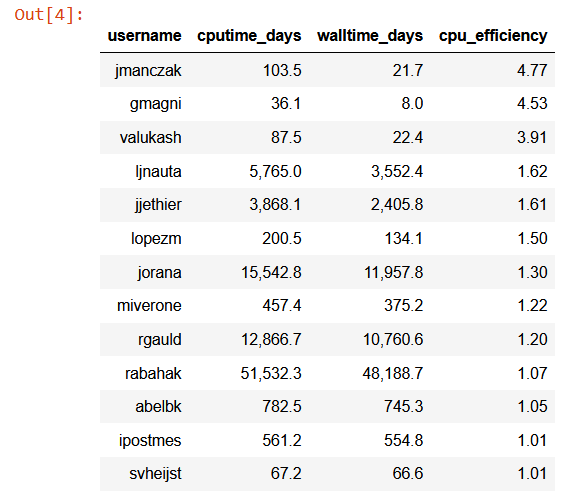 Out[4]:
username cputime_days walltime_days cpu_efficiency
jmanczak 103.5 21.7 4.77
gmagni 36.1 8.0 4.53
valukash 87.5 22.4 3.91
ljnauta 5,765.0 3,552.4 1.62
jjethier 3,868.1 2,405.8 1.61
lopezm 200.5 134.1 1.50
jorana 15,542.8 11,957.8 1.30
miverone 457.4 375.2 1.22
rgauld 12,866.7 10,760.6 1.20
rabahak 51,532.3 48,188.7 1.07
abelbk 782.5 745.3 1.05
ipostmes 561.2 554.8 1.01
svheijst 67.2 66.6 1.01